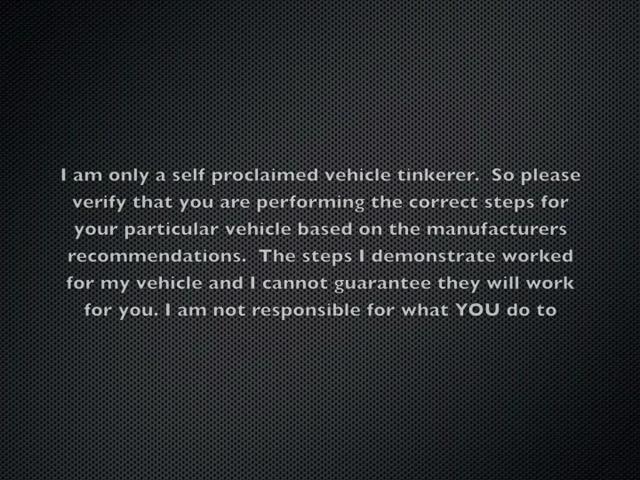 I am only a self proclaimed vehicle tinkerer.  So please
verify that you are performing the correct steps for
your particular vehicle based on the manufacturers
recommendations.  The steps I demonstrate worked
for my vehicle and I cannot guarantee they will work
for you. I am not responsible for what YOU do to